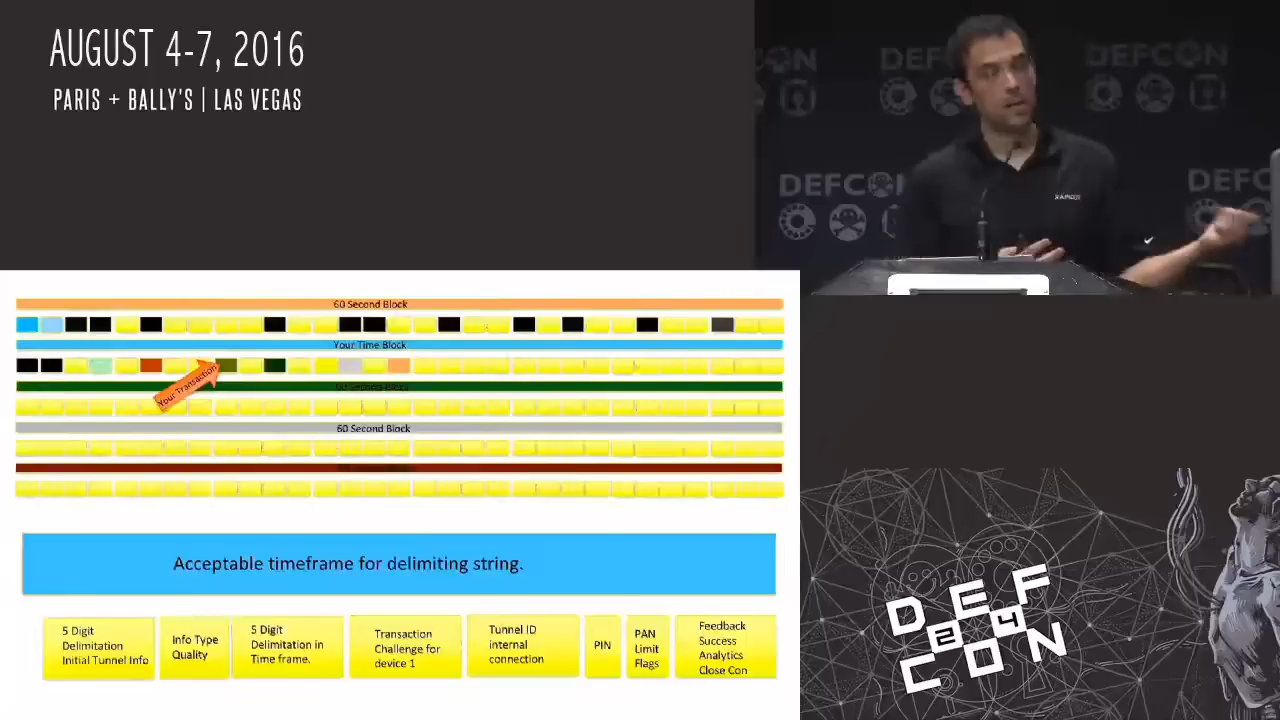 AUGUST 4-7, 2016
PARIS + BALLY'S | LAS VEGAS
DEFCON
DEFCON
DEFCON
60 Second Block
Your Time Block
Your Transaction
60 Second Block
60 Second Block
Acceptable timeframe for delimiting string.
5 Digit
Delimitation
Initial Tunnel Info
Info Type
Quality
5 Digit
Delimitation in
Time frame.
Transaction
Challenge for
device 1
Tunnel ID
internal
connection
PIN
PAN
Limit
Flags
Feedback
Success
Analytics
Close Con
DEF
24
CON